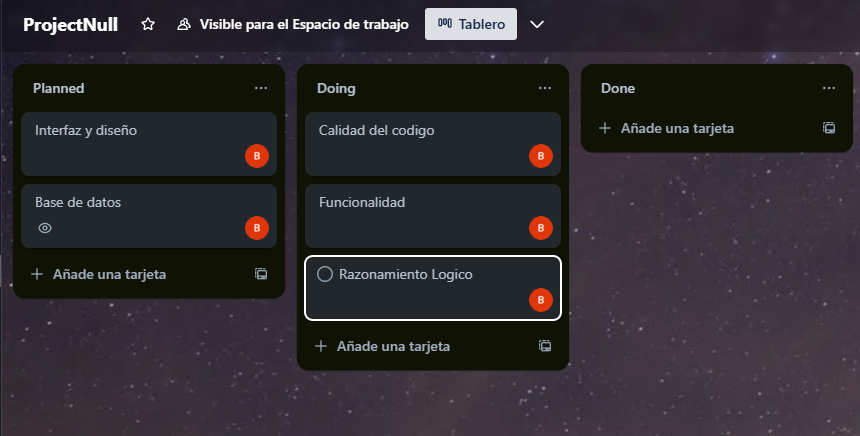 ProjectNull
Visible para el Espacio de trabajo
Tablero
Planned
Interfaz y diseño
B
Base de datos
B
Añade una tarjeta
Doing
Calidad del codigo
B
Funcionalidad
B
Razonamiento Logico
B
Añade una tarjeta
Done
Añade una tarjeta